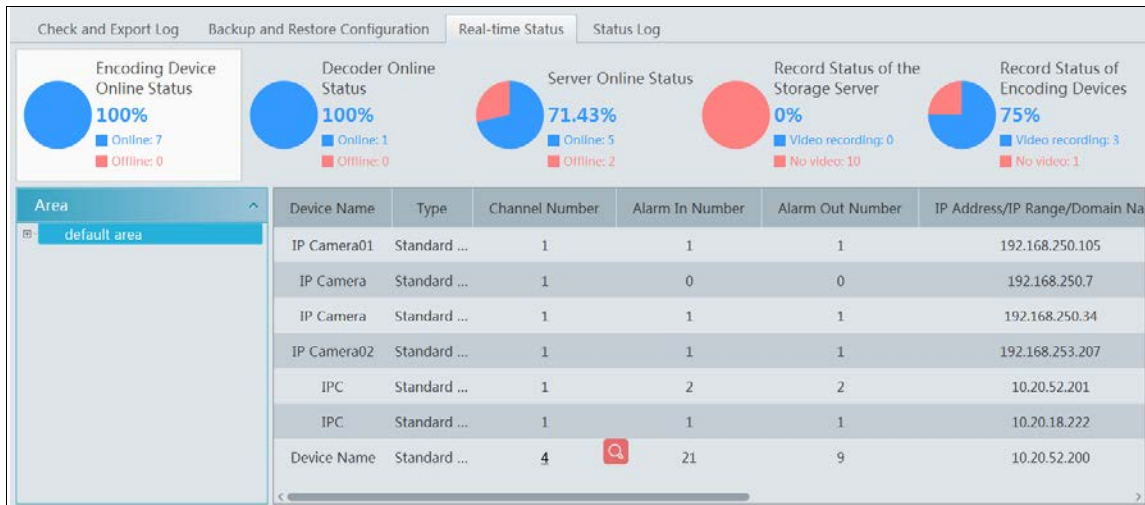 Check and Export Log Backup and Restore Configuration Real-time Status Status Log
Encoding Device
Online Status
100%
Online: 7
Offline: 0
Decoder Online
Status
100%
Online: 1
Offline: 0
Server Online Status
71.43%
Online: 5
Offline: 2
Record Status of the
Storage Server
0%
Video recording: 0
No video: 10
Record Status of
Encoding Devices
75%
Video recording: 3
No video: 1
Area
default area
Device Name Type Channel Number Alarm In Number Alarm Out Number IP Address/IP Range/Domain Na
IP Camera01 Standard ... 1 1 1 192.168.250.105
IP Camera Standard ... 1 0 0 192.168.250.7
IP Camera Standard ... 1 1 1 192.168.250.34
IP Camera02 Standard ... 1 1 1 192.168.253.207
IPC Standard ... 1 2 2 10.20.52.201
IPC Standard ... 1 1 1 10.20.18.222
Device Name Standard ... 4 21 9 10.20.52.200